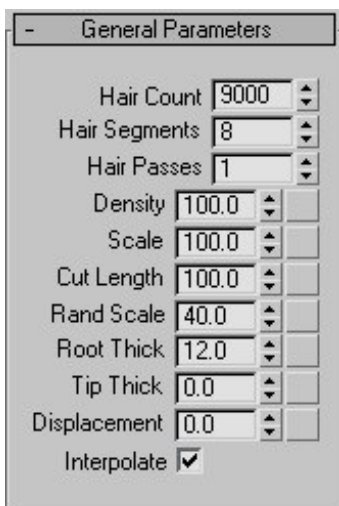 - General Parameters
Hair Count 9000
Hair Segments 8
Hair Passes 1
Density 100.0
Scale 100.0
Cut Length 100.0
Rand Scale 40.0
Root Thick 12.0
Tip Thick 0.0
Displacement 0.0
Interpolate